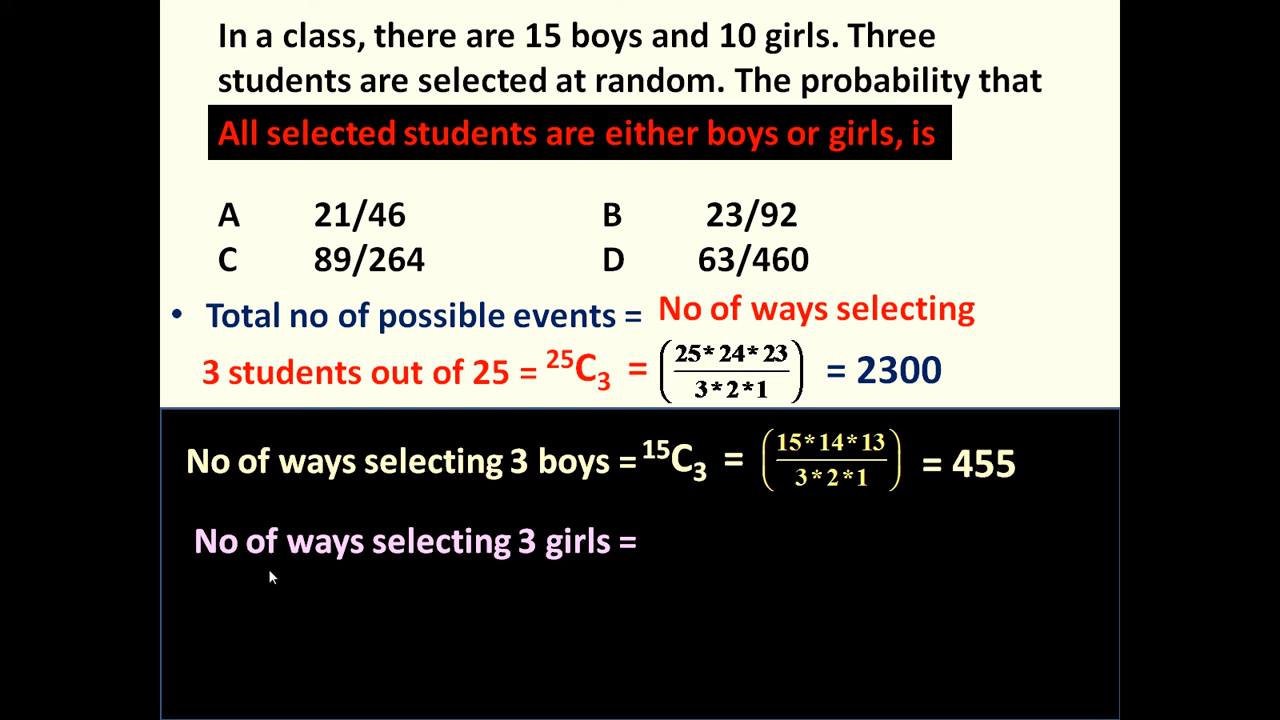 In a class, there are 15 boys and 10 girls. Three
students are selected at random. The probability that
All selected students are either boys or girls, is
A 21/46 B 23/92
C 89/264 D 63/460
• Total no of possible events = No of ways selecting
3 students out of 25 = ²⁵C₃ = (25*24*23 / 3*2*1) = 2300
No of ways selecting 3 boys = ¹⁵C₃ = (15*14*13 / 3*2*1) = 455
No of ways selecting 3 girls =